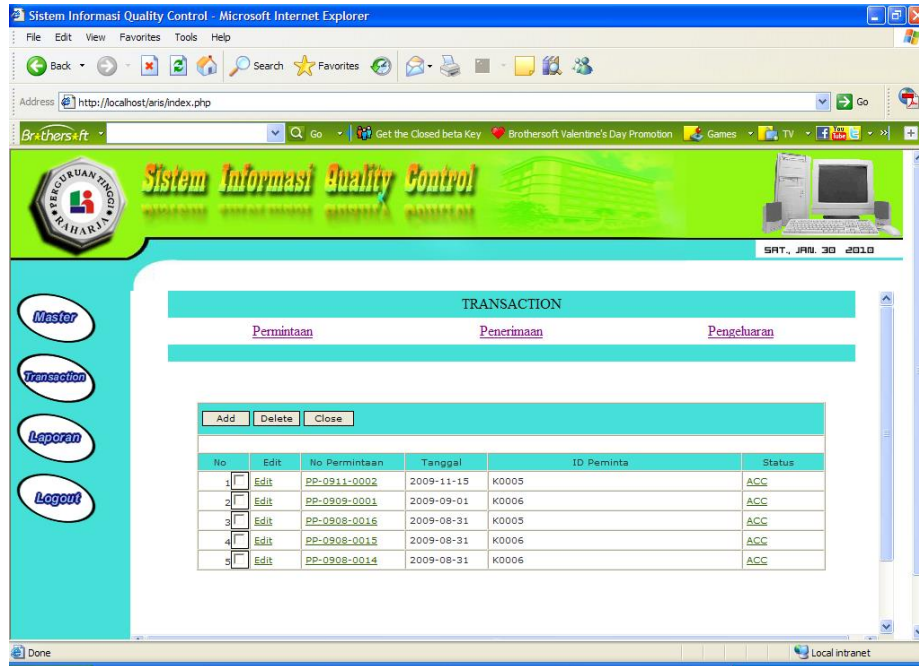 Sistem Informasi Quality Control - Microsoft Internet Explorer
File Edit View Favorites Tools Help
Back Search Favorites
Address http://localhost/aris/index.php Go
Br★thers★ft Go Get the Closed beta Key Brothersoft Valentine's Day Promotion Games TV You Tube
PERGURUAN TINGGI
RAHARJA
Sistem Informasi Quality Control
SAT., JAN. 30 2010
Master
Transaction
Laporan
Logout
TRANSACTION
Permintaan Penerimaan Pengeluaran
Add Delete Close
No Edit No Permintaan Tanggal ID Peminta Status
1 Edit PP-0911-0002 2009-11-15 K0005 ACC
2 Edit PP-0909-0001 2009-09-01 K0006 ACC
3 Edit PP-0908-0016 2009-08-31 K0005 ACC
4 Edit PP-0908-0015 2009-08-31 K0006 ACC
5 Edit PP-0908-0014 2009-08-31 K0006 ACC
Done Local intranet